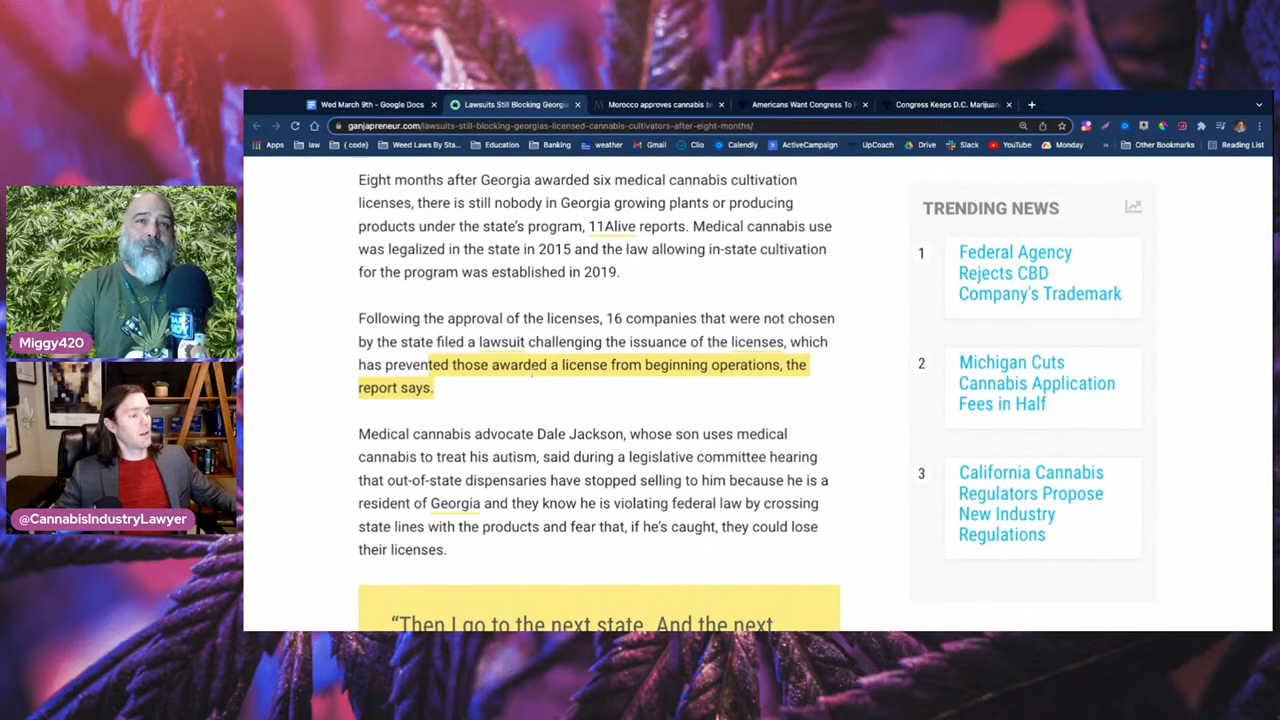 Wed March 9th - Google Docs
Lawsuits Still Blocking Georgia
Morocco approves cannabis bi
Americans Want Congress To P
Congress Keeps D.C. Marijuan
ganjapreneur.com/lawsuits-still-blocking-georgias-licensed-cannabis-cultivators-after-eight-months/
Apps law ( code) Weed Laws By Sta... Education Banking weather Gmail Clio Calendly ActiveCampaign UpCoach Drive Slack YouTube Monday » Other Bookmarks Reading List
Eight months after Georgia awarded six medical cannabis cultivation
licenses, there is still nobody in Georgia growing plants or producing
products under the state's program, 11Alive reports. Medical cannabis use
was legalized in the state in 2015 and the law allowing in-state cultivation
for the program was established in 2019.
Following the approval of the licenses, 16 companies that were not chosen
by the state filed a lawsuit challenging the issuance of the licenses, which
has prevented those awarded a license from beginning operations, the
report says.
Medical cannabis advocate Dale Jackson, whose son uses medical
cannabis to treat his autism, said during a legislative committee hearing
that out-of-state dispensaries have stopped selling to him because he is a
resident of Georgia and they know he is violating federal law by crossing
state lines with the products and fear that, if he's caught, they could lose
their licenses.
“Then I go to the next state. And the next
TRENDING NEWS
1
Federal Agency
Rejects CBD
Company's Trademark
2
Michigan Cuts
Cannabis Application
Fees in Half
3
California Cannabis
Regulators Propose
New Industry
Regulations
Miggy420
@CannabisIndustryLawyer